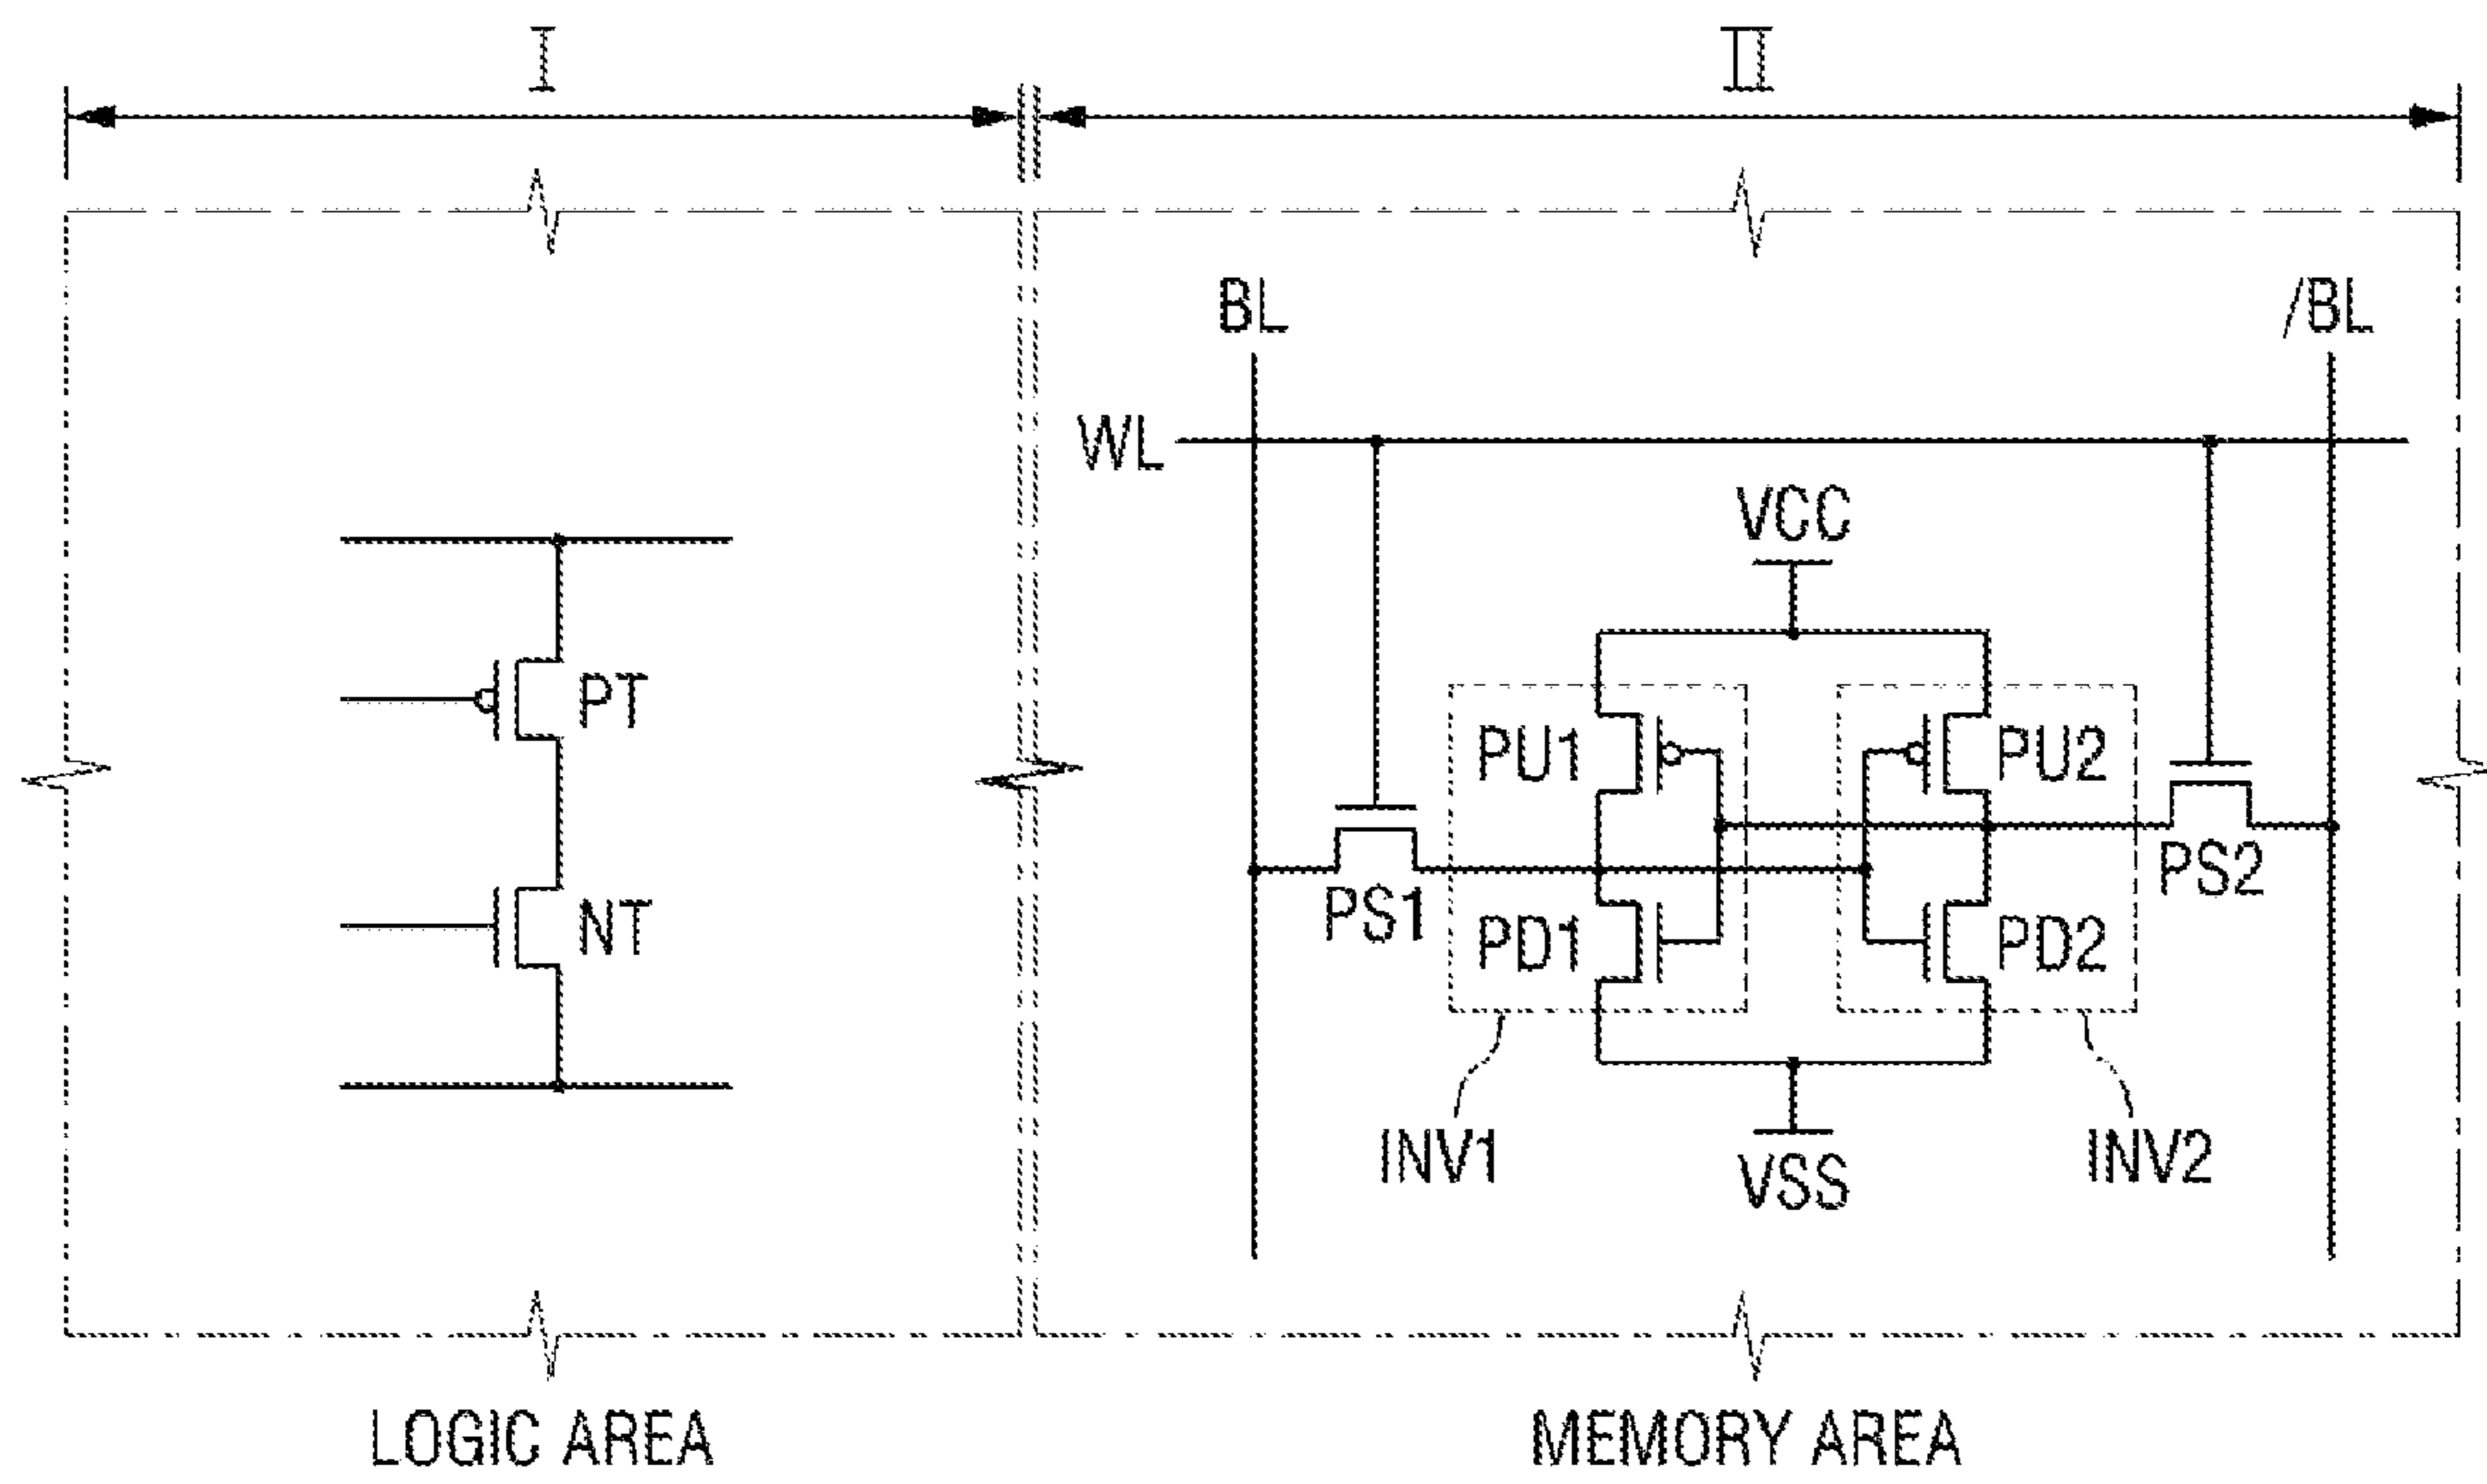 I II
BL /BL
WL
VCC
PT PU1 PU2
PS1 PS2
NT PD1 PD2
INV1 VSS INV2
LOGIC AREA MEMORY AREA